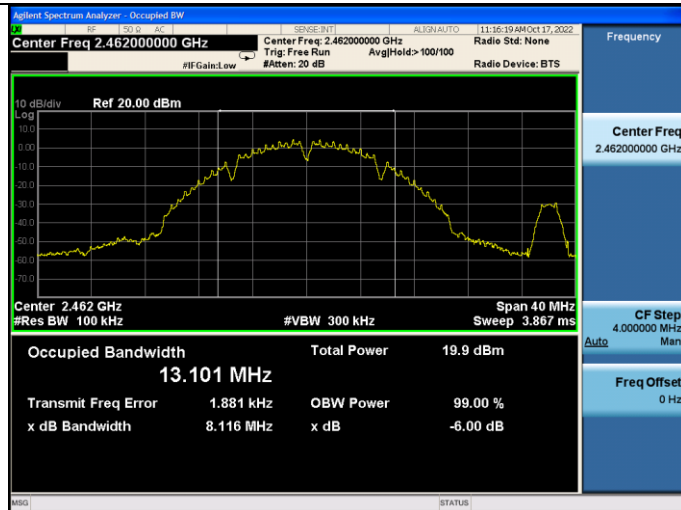 Agilent Spectrum Analyzer - Occupied BW
RF 50 Ω AC SENSE:INT ALIGN AUTO 11:16:19 AM Oct 17, 2022
Center Freq 2.462000000 GHz
Center Freq: 2.462000000 GHz
Radio Std: None
Trig: Free Run Avg|Hold:> 100/100
#IFGain:Low #Atten: 20 dB Radio Device: BTS
10 dB/div Ref 20.00 dBm
Log
10.0
0.00
-10.0
-20.0
-30.0
-40.0
-50.0
-60.0
-70.0
Center 2.462 GHz Span 40 MHz
#Res BW 100 kHz #VBW 300 kHz Sweep 3.867 ms
Occupied Bandwidth Total Power 19.9 dBm
13.101 MHz
Transmit Freq Error 1.881 kHz OBW Power 99.00 %
x dB Bandwidth 8.116 MHz x dB -6.00 dB
MSG STATUS
Frequency
Center Freq
2.462000000 GHz
CF Step
4.000000 MHz
Auto Man
Freq Offset
0 Hz